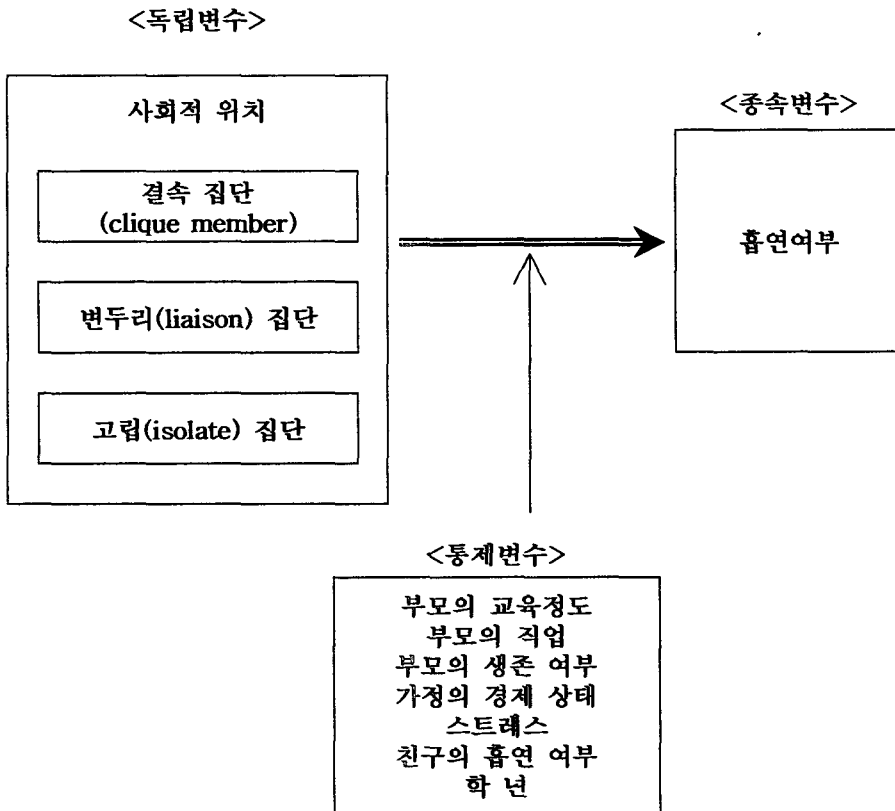 <독립변수>
사회적 위치
결속 집단
(clique member)
변두리(liaison) 집단
고립(isolate) 집단
<종속변수>
흡연여부
<통제변수>
부모의 교육정도
부모의 직업
부모의 생존 여부
가정의 경제 상태
스트레스
친구의 흡연 여부
학 년